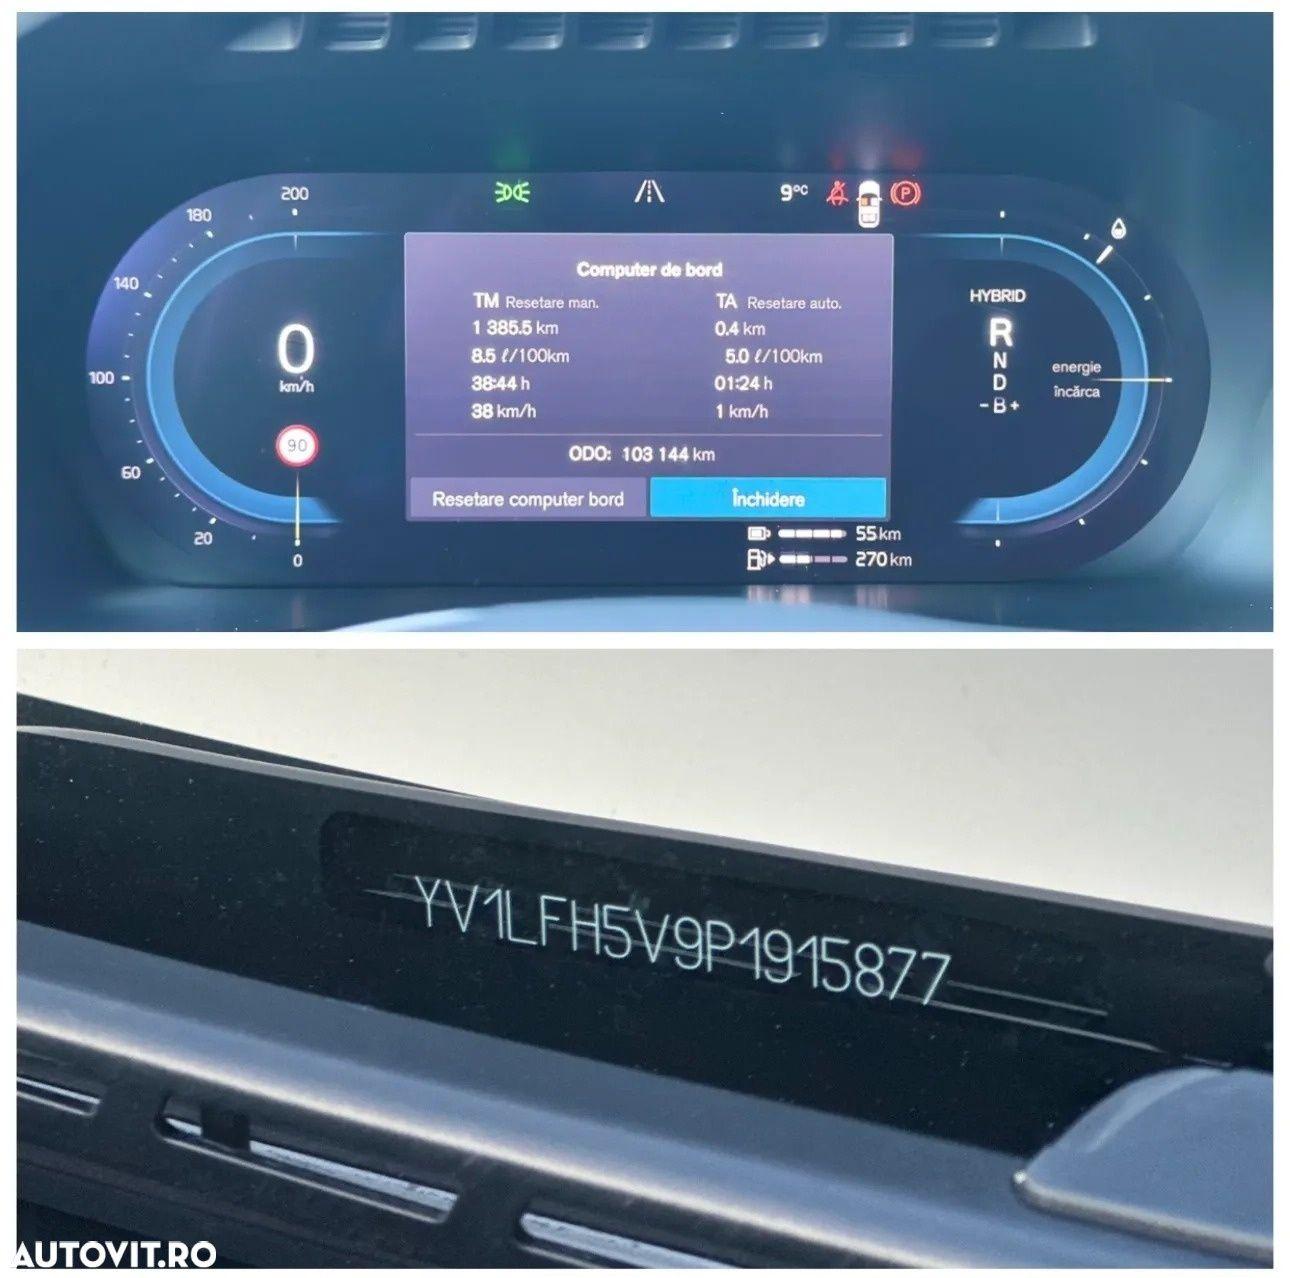 200
180
140
100
60
20
0
0
km/h
90
9°C
P
Computer de bord
TM Resetare man. TA Resetare auto.
1 385.5 km 0.4 km
8.5 ℓ/100km 5.0 ℓ/100km
38:44 h 01:24 h
38 km/h 1 km/h
ODO: 103 144 km
Resetare computer bord Închidere
55 km
270 km
HYBRID
R
N
D
-B+
energie
încărca
YV1LFH5V9P1915877
AUTOVIT.RO